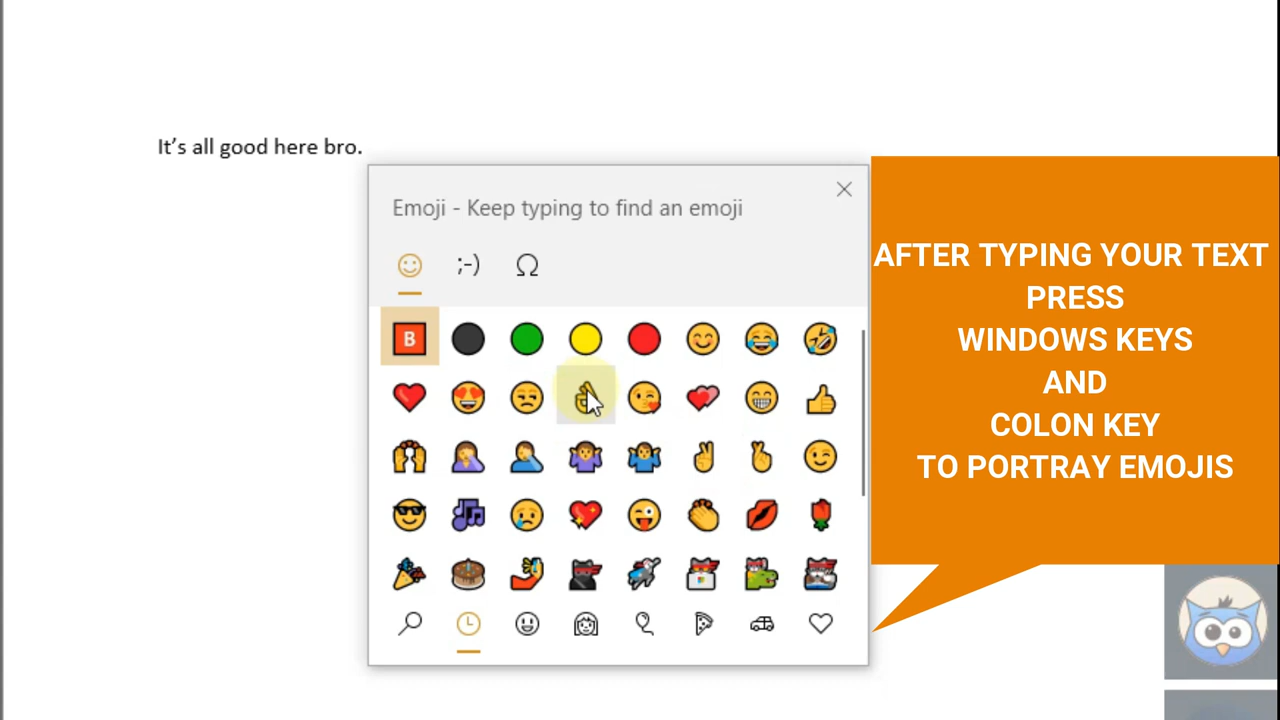 It’s all good here bro.
Emoji - Keep typing to find an emoji
;-)
Ω
B
AFTER TYPING YOUR TEXT
PRESS
WINDOWS KEYS
AND
COLON KEY
TO PORTRAY EMOJIS